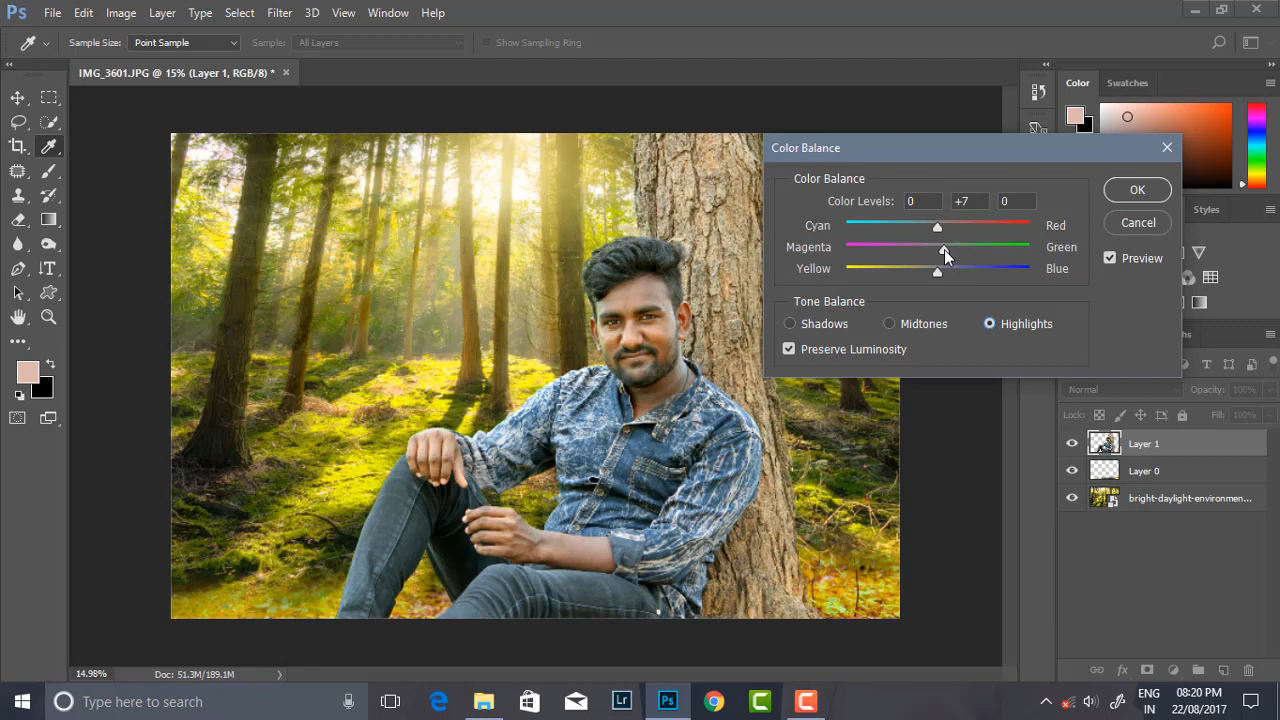 Ps File Edit Image Layer Type Select Filter 3D View Window Help
Sample Size: Point Sample Sample: All Layers Show Sampling Ring
IMG_3601.JPG @ 15% (Layer 1, RGB/8) * ×
Color Swatches
Color Balance
Color Balance
OK
Color Levels: 0 +7 0
Cyan Red
Cancel
Styles
Magenta Green
Preview
Yellow Blue
Tone Balance
Shadows Midtones Highlights
Preserve Luminosity
Normal Opacity: 100%
Lock: Fill: 100%
Layer 1
Layer 0
bright-daylight-environmen...
fx
14.98% Doc: 51.3M/189.1M
Type here to search
Lr Ps C C
ENG 08:20 PM
IN 22/08/2017